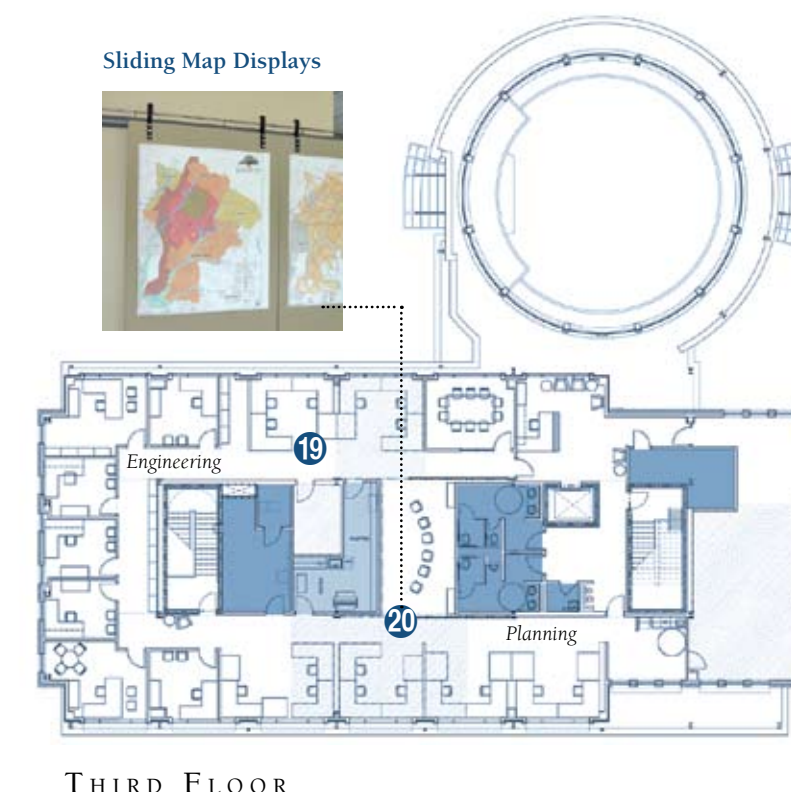 Sliding Map Displays
Engineering
19
20
Planning
THIRD FLOOR